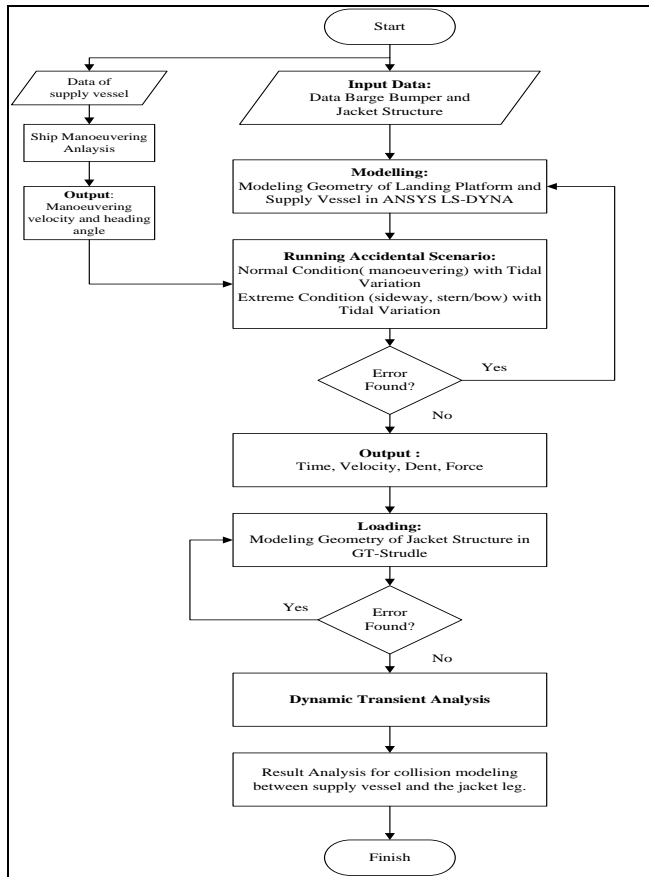 Start
Data of
supply vessel
Ship Manoeuvering
Anlaysis
Output:
Manoeuvering
velocity and heading
angle
Input Data:
Data Barge Bumper and
Jacket Structure
Modelling:
Modeling Geometry of Landing Platform and
Supply Vessel in ANSYS LS-DYNA
Running Accidental Scenario:
Normal Condition( manoeuvering) with Tidal
Variation
Extreme Condition (sideway, stern/bow) with
Tidal Variation
Error
Found?
Yes
No
Output :
Time, Velocity, Dent, Force
Loading:
Modeling Geometry of Jacket Structure in
GT-Strudle
Yes
Error
Found?
No
Dynamic Transient Analysis
Result Analysis for collision modeling
between supply vessel and the jacket leg.
Finish